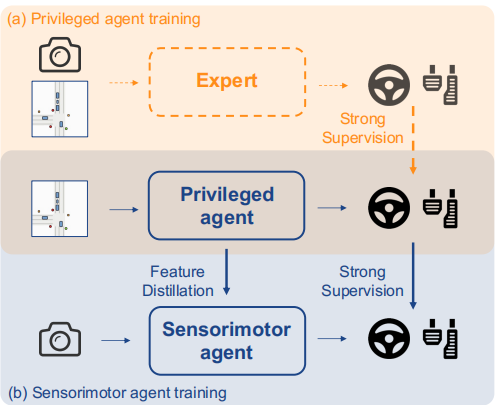 (a) Privileged agent training
Expert
Strong
Supervision
Privileged
agent
Feature
Distillation
Strong
Supervision
Sensorimotor
agent
(b) Sensorimotor agent training